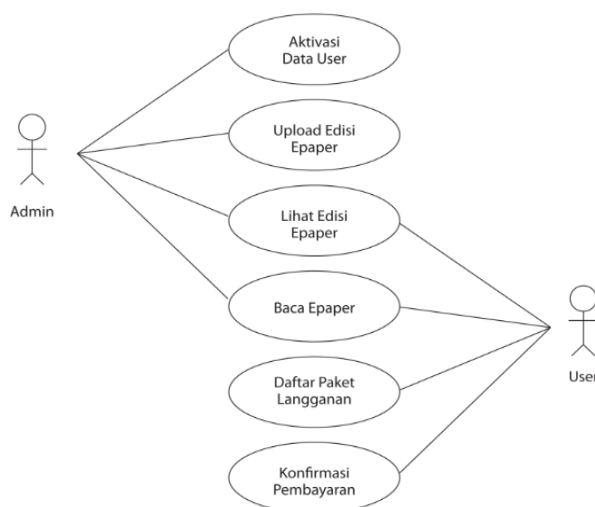 Aktivasi
Data User
Upload Edisi
Epaper
Admin
Lihat Edisi
Epaper
Baca Epaper
User
Daftar Paket
Langganan
Konfirmasi
Pembayaran